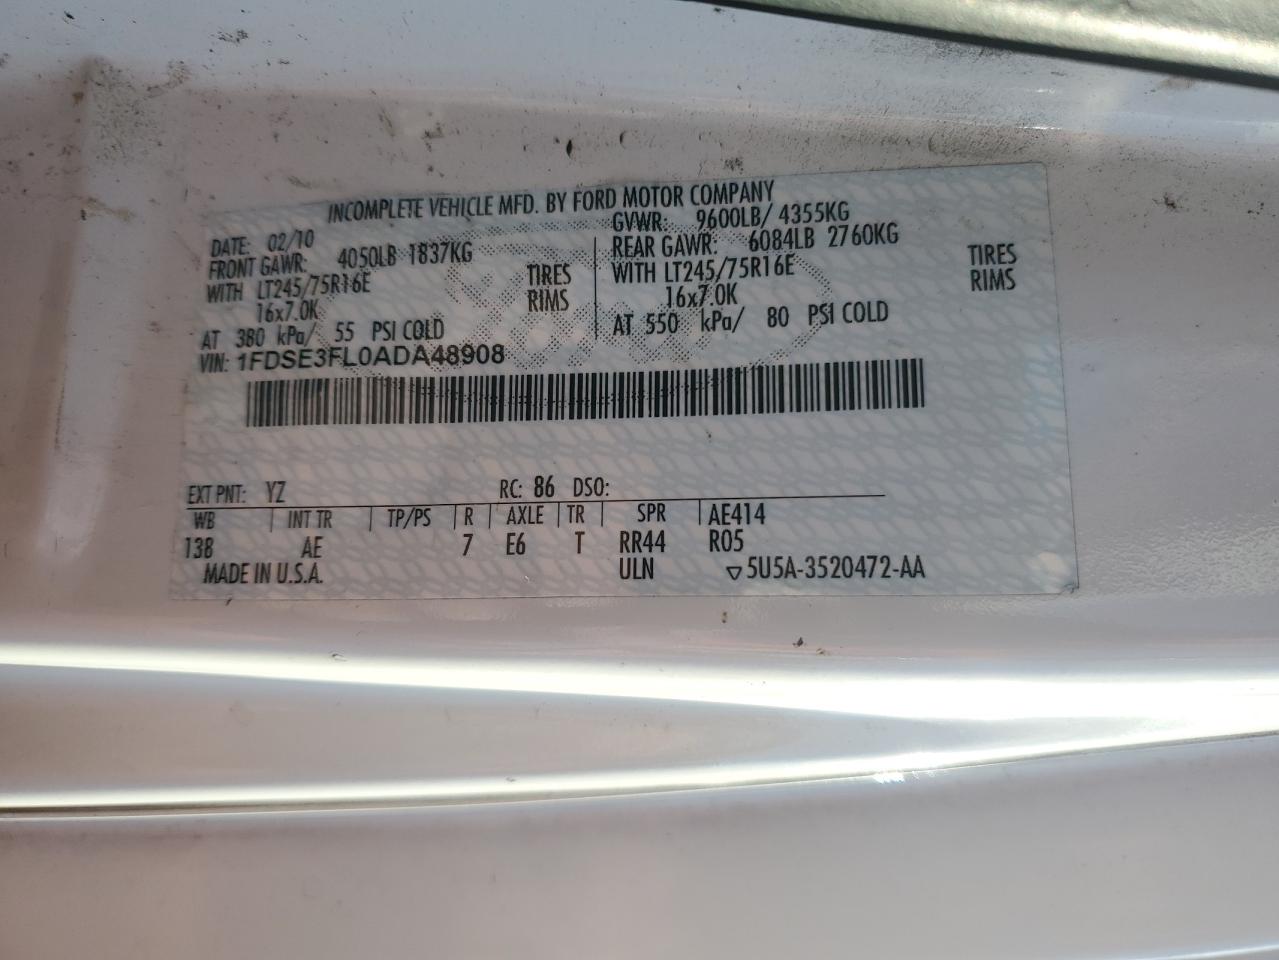 INCOMPLETE VEHICLE MFD. BY FORD MOTOR COMPANY
DATE: 02/10 GVWR: 9600LB/ 4355KG
FRONT GAWR: 4050LB 1837KG REAR GAWR: 6084LB 2760KG
WITH LT245/75R16E TIRES WITH LT245/75R16E TIRES
16x7.0K RIMS 16x7.0K RIMS
AT 380 kPa/ 55 PSI COLD AT 550 kPa/ 80 PSI COLD
VIN: 1FDSE3FL0ADA48908
EXT PNT: YZ RC: 86 DSO:
WB INT TR TP/PS R AXLE TR SPR AE414
138 AE 7 E6 T RR44 R05
MADE IN U.S.A. ULN ▽5U5A-3520472-AA